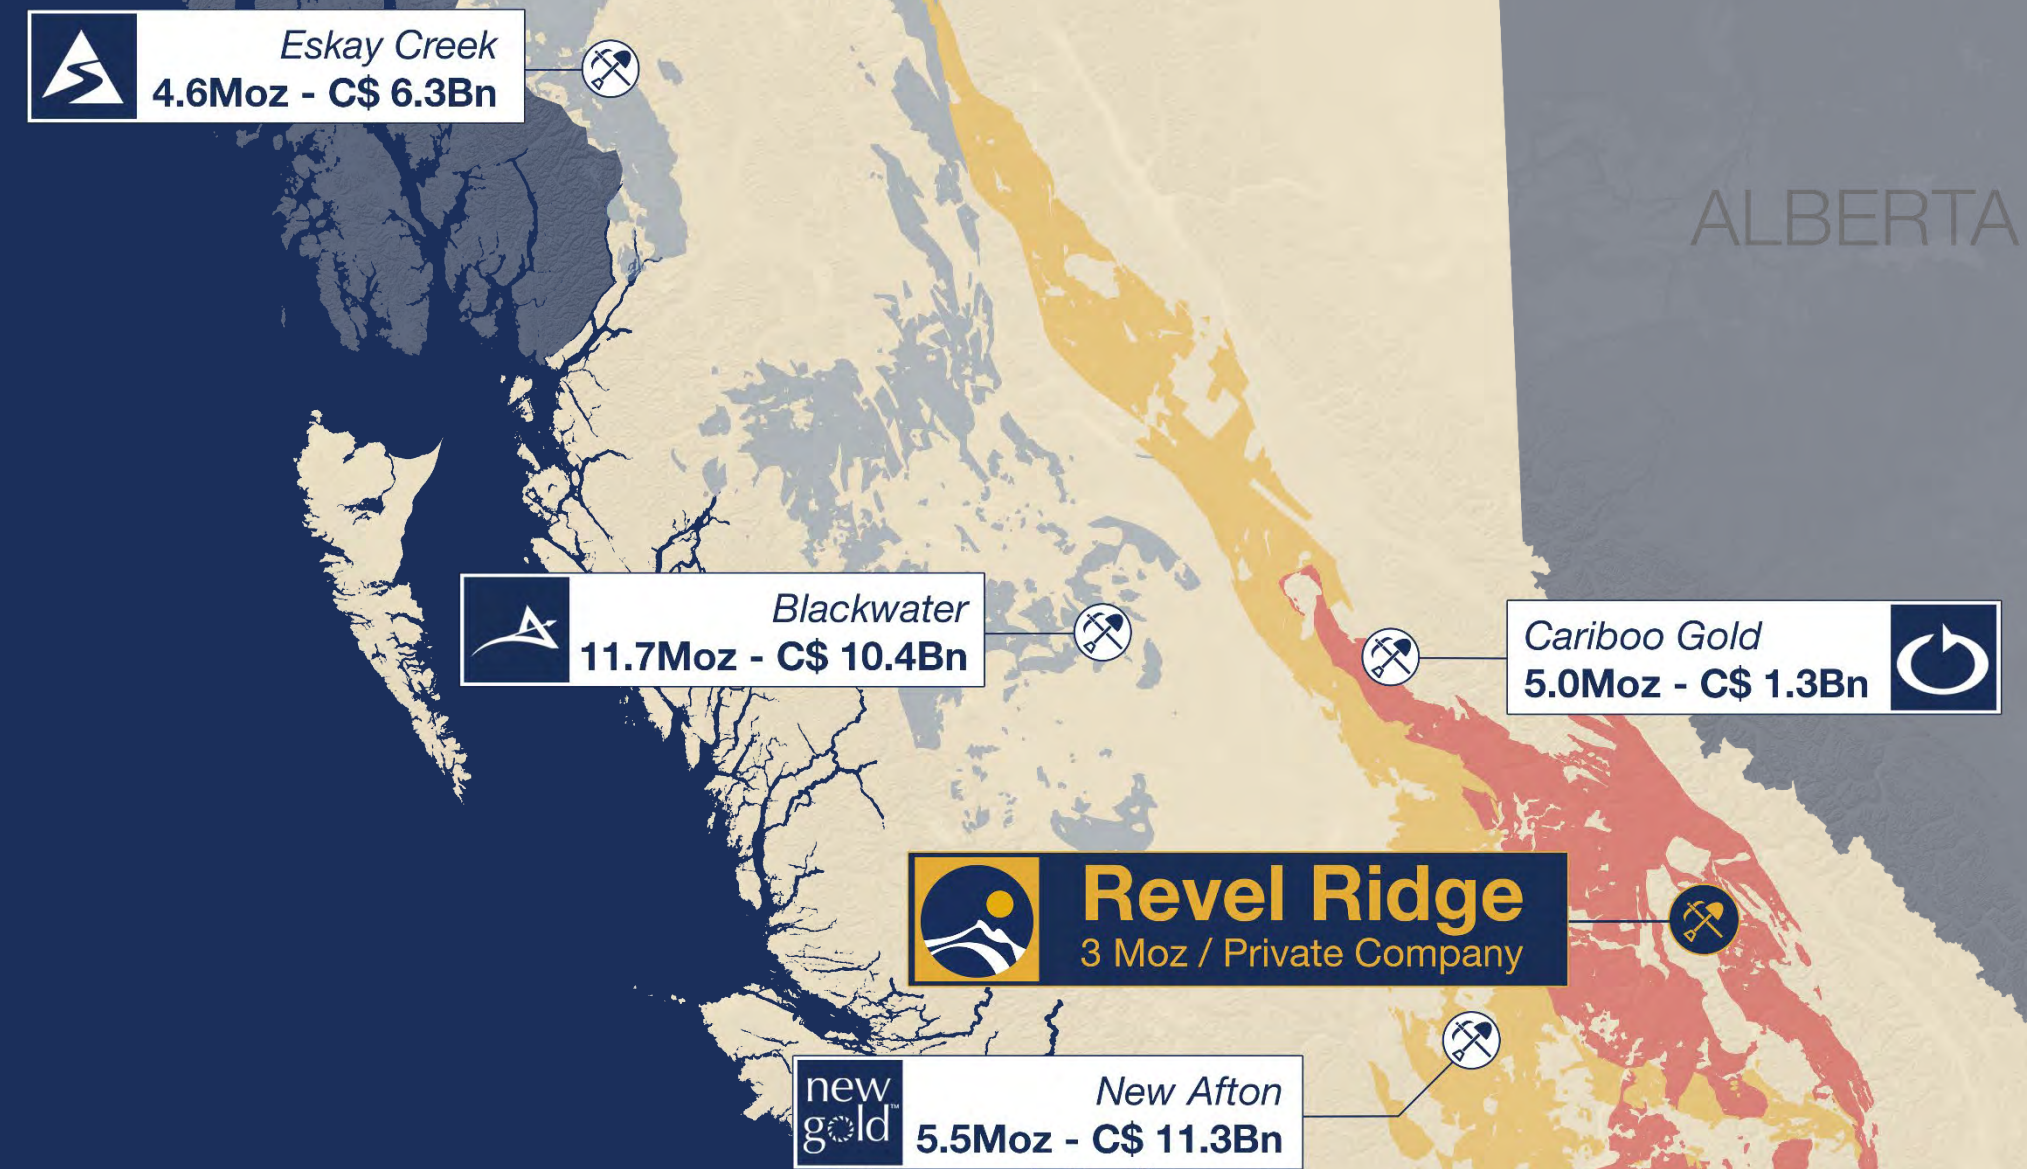 Eskay Creek
4.6Moz - C$ 6.3Bn
ALBERTA
Blackwater
11.7Moz - C$ 10.4Bn
Cariboo Gold
5.0Moz - C$ 1.3Bn
Revel Ridge
3 Moz / Private Company
new
gold™
New Afton
5.5Moz - C$ 11.3Bn